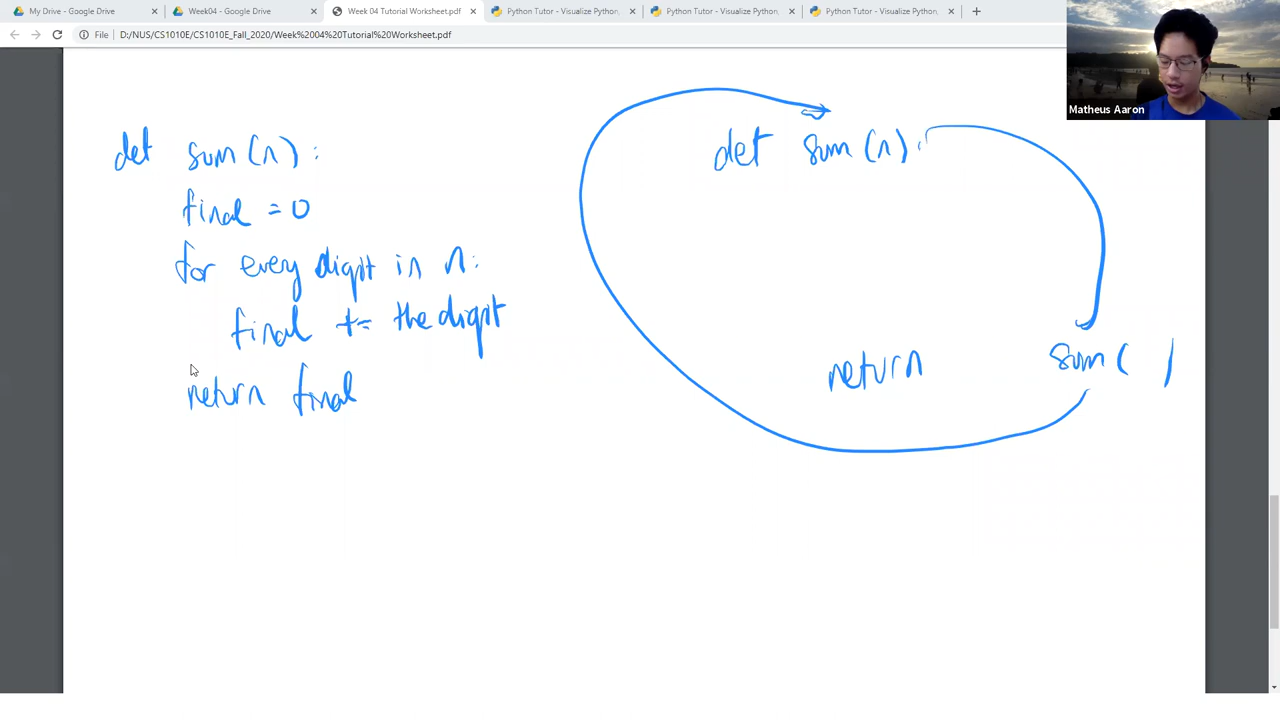 My Drive - Google Drive
Week04 - Google Drive
Week 04 Tutorial Worksheet.pdf
Python Tutor - Visualize Python,
Python Tutor - Visualize Python,
Python Tutor - Visualize Python,
File
D:/NUS/CS1010E/CS1010E_Fall_2020/Week%2004%20Tutorial%20Worksheet.pdf
Matheus Aaron
def sum(n):
final = 0
for every digit in n:
final += the digit
return final
def sum(n):
return sum( )